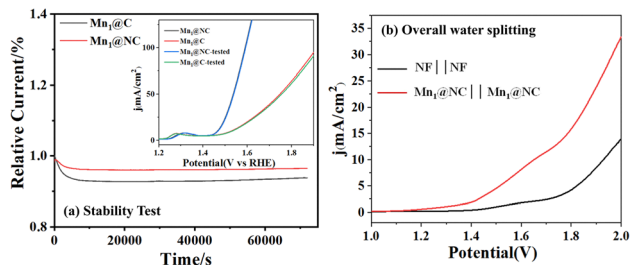 1.4
1.2
1.0
0.8
Relative Current/%
Mn₁@C
Mn₁@NC
(a) Stability Test
0
20000
40000
60000
Time/s
100
50
0
j(mA/cm²)
Mn₁@NC
Mn₁@C
Mn₁@NC-tested
Mn₁@C-tested
1.2
1.4
1.6
1.8
Potential(V vs RHE)
(b) Overall water splitting
35
30
25
20
15
10
5
0
j(mA/cm²)
NF||NF
Mn₁@NC||Mn₁@NC
1.0
1.2
1.4
1.6
1.8
2.0
Potential(V)